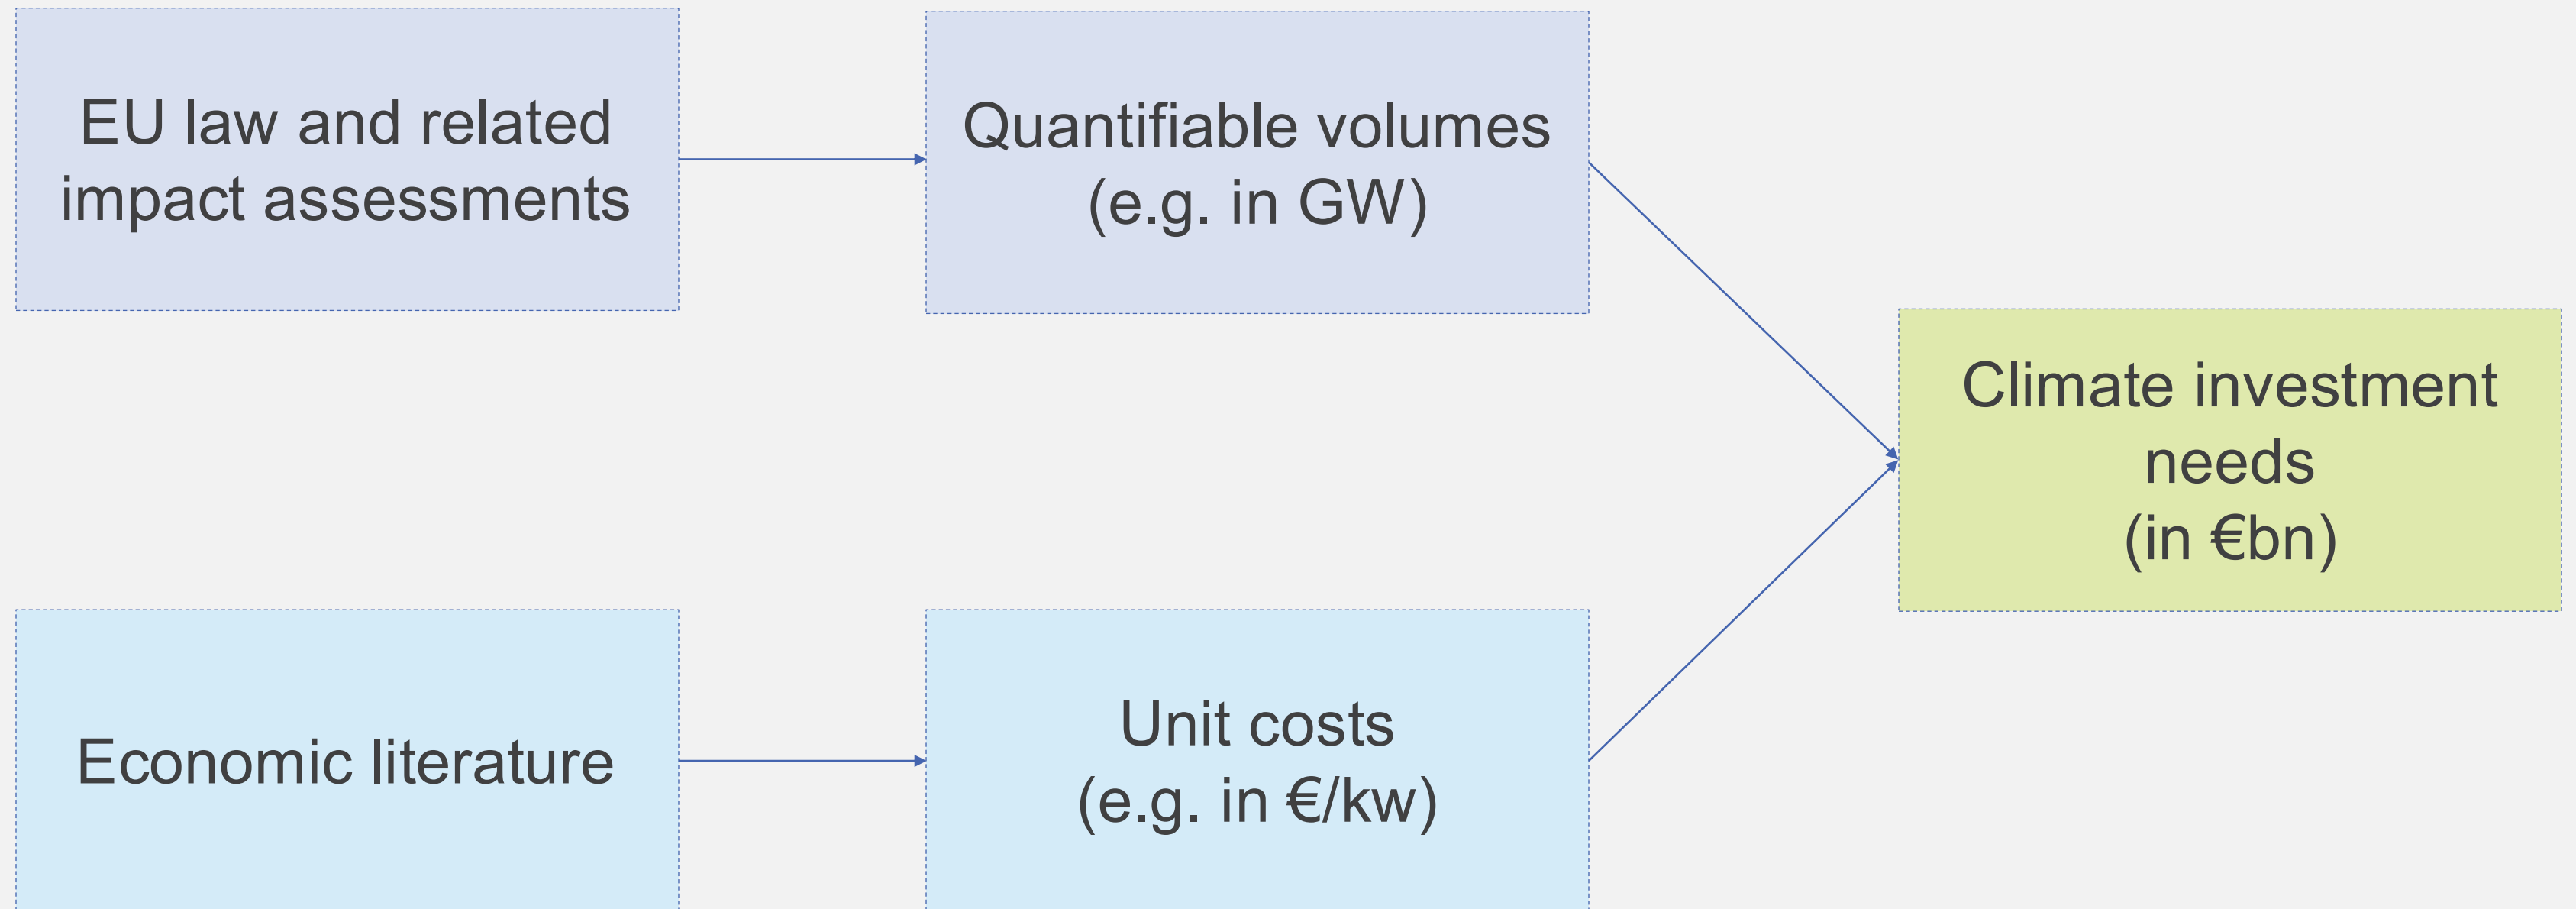 EU law and related
impact assessments
Quantifiable volumes
(e.g. in GW)
Climate investment
needs
(in €bn)
Economic literature
Unit costs
(e.g. in €/kw)